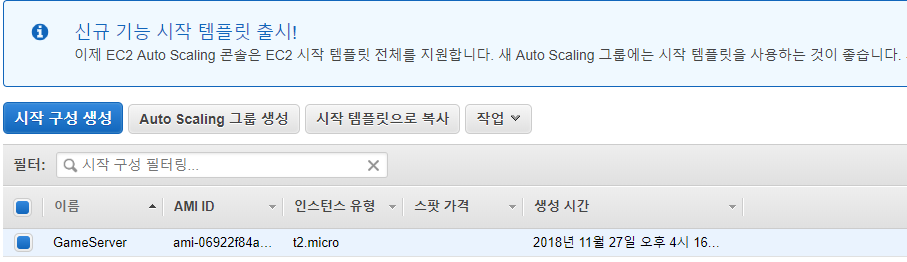 신규 기능 시작 템플릿 출시!
이제 EC2 Auto Scaling 콘솔은 EC2 시작 템플릿 전체를 지원합니다. 새 Auto Scaling 그룹에는 시작 템플릿을 사용하는 것이 좋습니다.
시작 구성 생성 Auto Scaling 그룹 생성 시작 템플릿으로 복사 작업
필터: 시작 구성 필터링...
이름 AMI ID 인스턴스 유형 스팟 가격 생성 시간
GameServer ami-06922f84a... t2.micro 2018년 11월 27일 오후 4시 16...